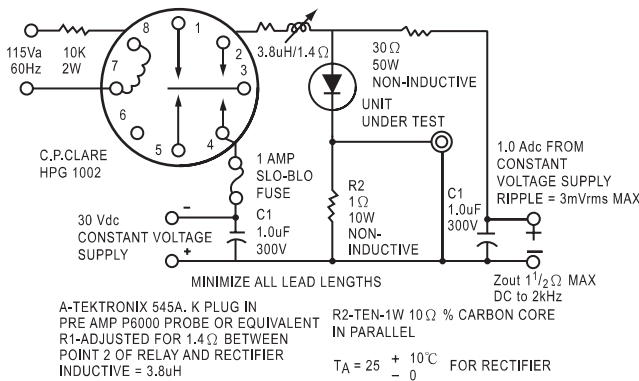 115Va
60Hz
10K
2W
8
1
2
7
3
6
5
4
3.8uH/1.4Ω
30Ω
50W
NON-INDUCTIVE
UNIT
UNDER TEST
C.P.CLARE
HPG 1002
1 AMP
SLO-BLO
FUSE
R2
1Ω
10W
NON-
INDUCTIVE
C1
1.0uF
300V
1.0 Adc FROM
CONSTANT
VOLTAGE SUPPLY
RIPPLE = 3mVrms MAX
+
−
30 Vdc
CONSTANT VOLTAGE
SUPPLY
-
+
C1
1.0uF
300V
MINIMIZE ALL LEAD LENGTHS
Zout 1 1/2 Ω MAX
DC to 2kHz
A-TEKTRONIX 545A. K PLUG IN
PRE AMP P6000 PROBE OR EQUIVALENT
R1-ADJUSTED FOR 1.4Ω BETWEEN
POINT 2 OF RELAY AND RECTIFIER
INDUCTIVE = 3.8uH
R2-TEN-1W 10Ω % CARBON CORE
IN PARALLEL
TA = 25 + 10℃ - 0 FOR RECTIFIER